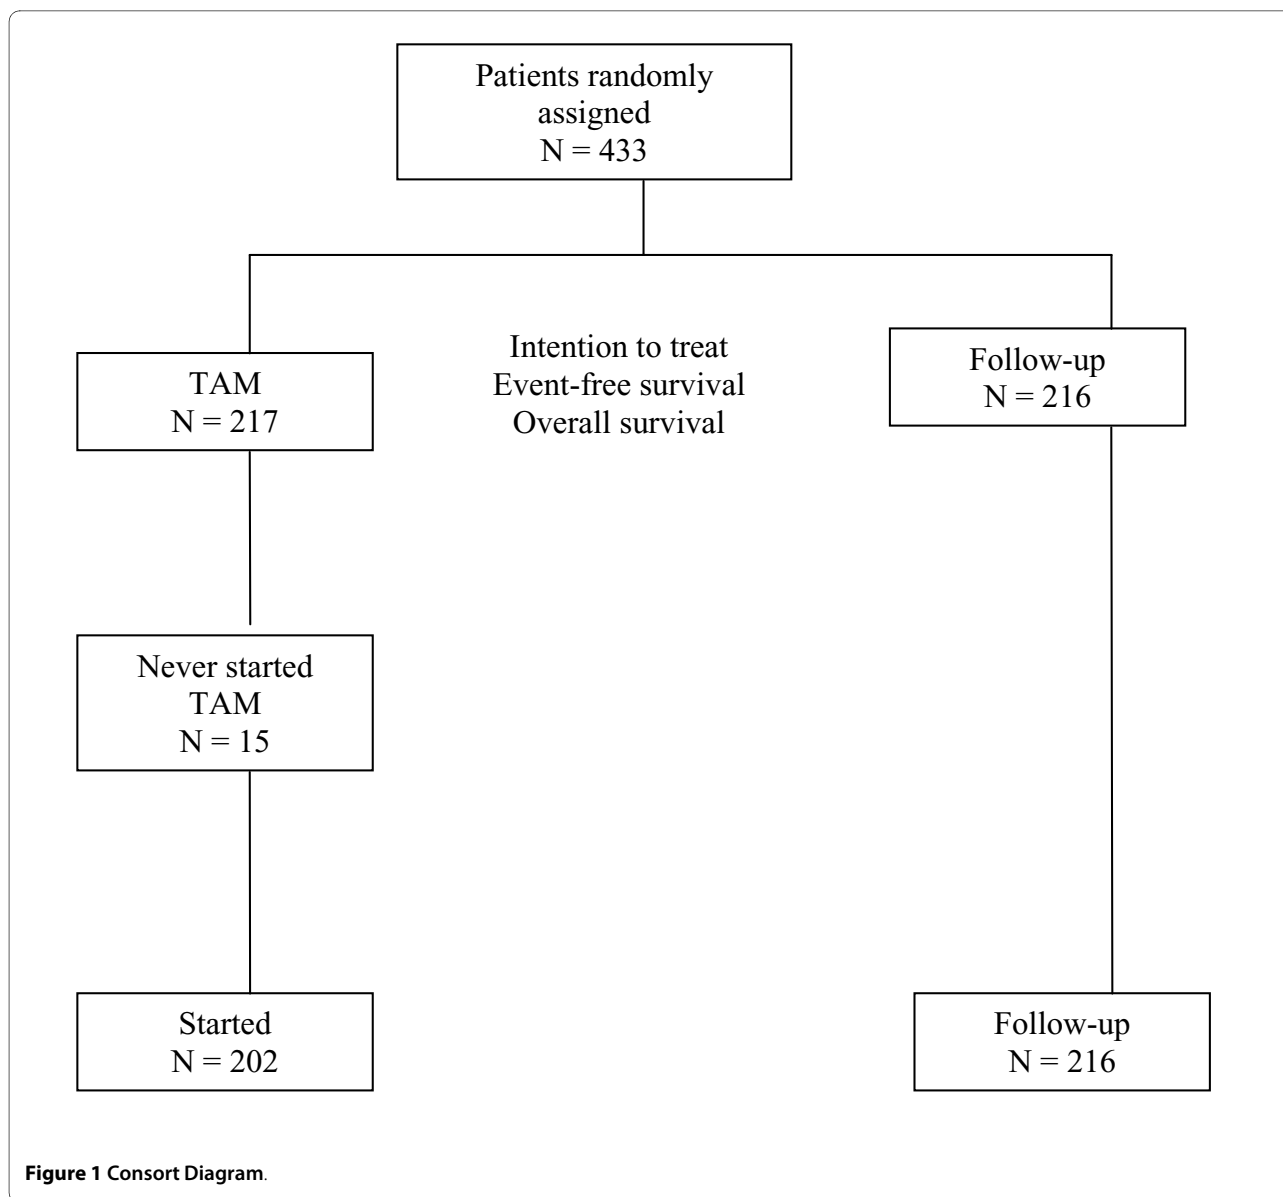 Patients randomly
assigned
N = 433
Intention to treat
Event-free survival
Overall survival
TAM
N = 217
Follow-up
N = 216
Never started
TAM
N = 15
Started
N = 202
Follow-up
N = 216
Figure 1 Consort Diagram.